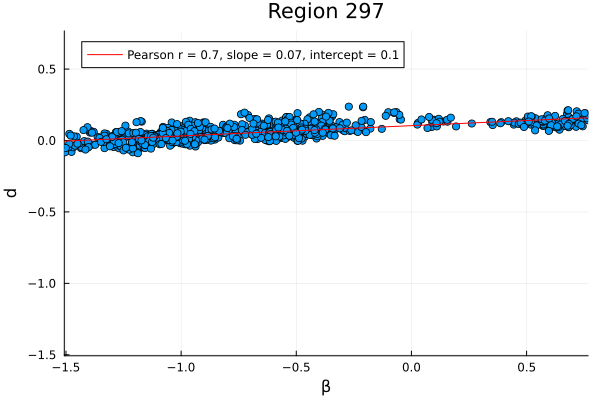 Region 297
Pearson r = 0.7, slope = 0.07, intercept = 0.1
0.5
0.0
−0.5
−1.0
−1.5
d
−1.5 −1.0 −0.5 0.0 0.5
β